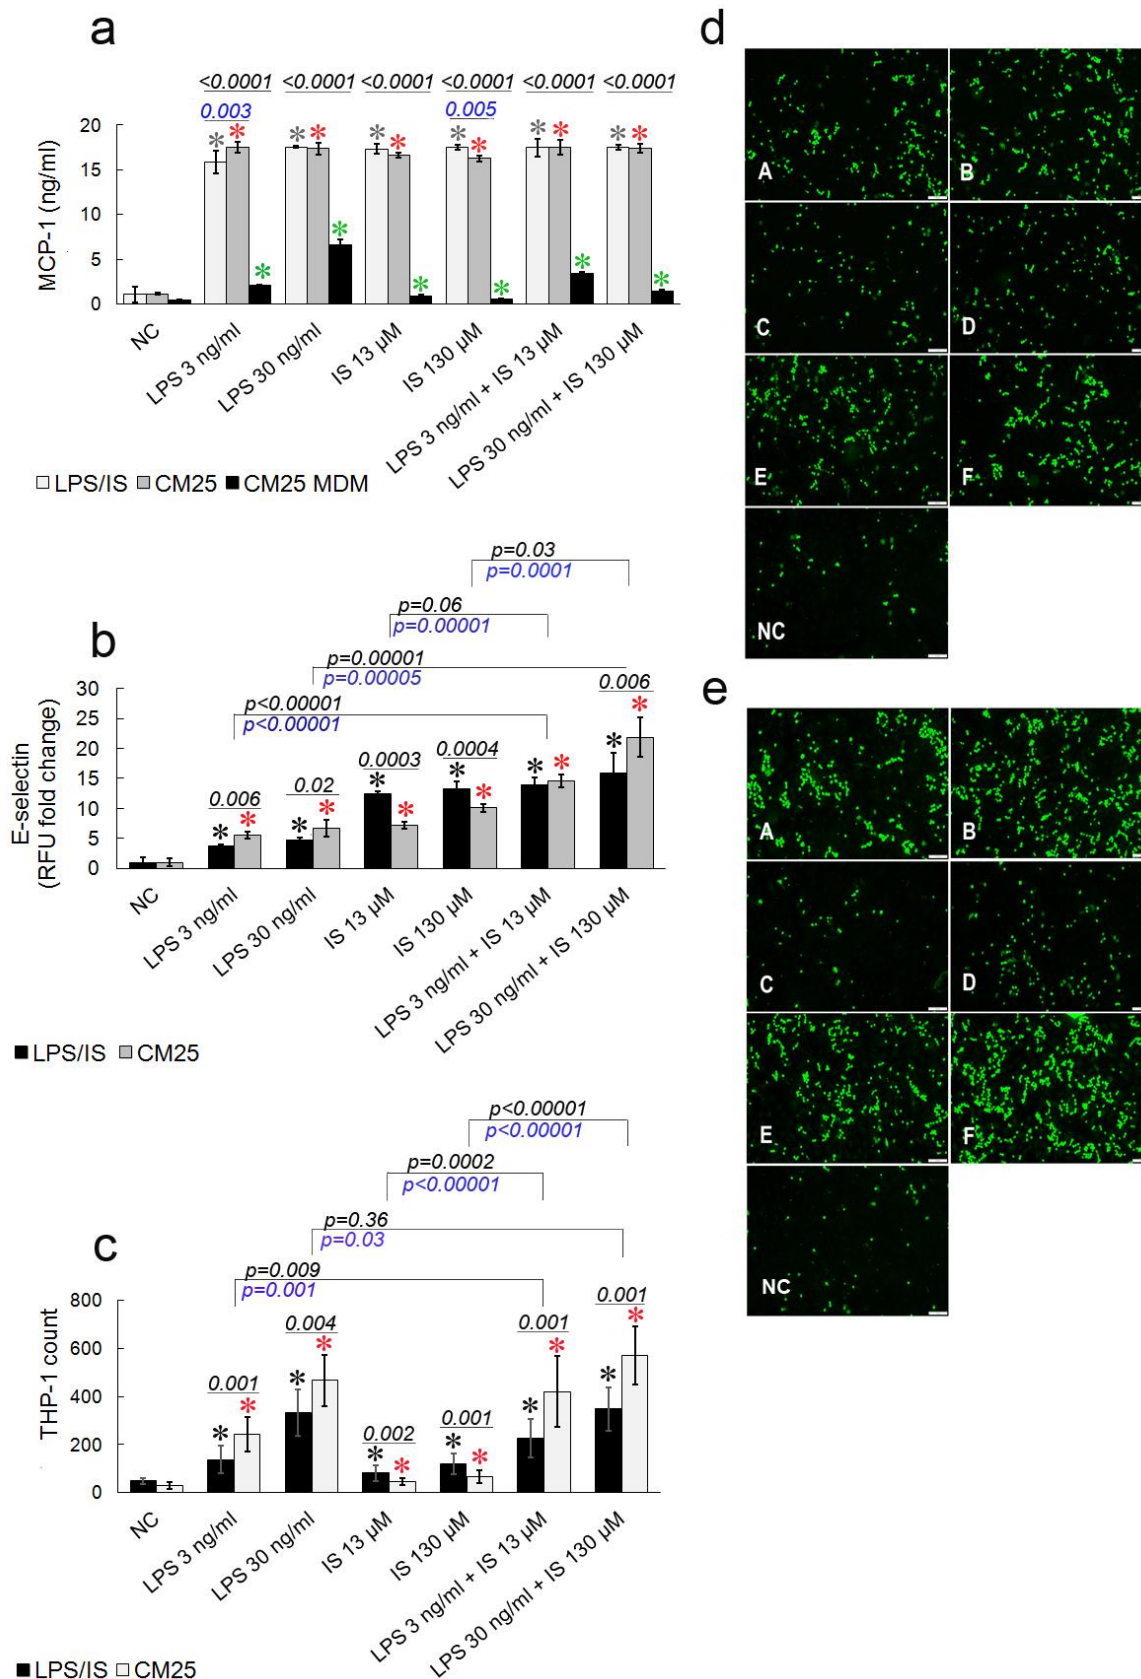 a
<0.0001 <0.0001 <0.0001 <0.0001 <0.0001 <0.0001
0.003 0.005
* * * * * * * * * * * *
* * * * * *
MCP-1 (ng/ml)
20
15
10
5
0
NC
LPS 3 ng/ml
LPS 30 ng/ml
IS 13 µM
IS 130 µM
LPS 3 ng/ml + IS 13 µM
LPS 30 ng/ml + IS 130 µM
LPS/IS CM25 CM25 MDM
b
p=0.03
p=0.0001
p=0.06
p=0.00001
p=0.00001
p=0.00005
p<0.00001
p<0.00001
0.006 0.02 0.0003 0.0004 0.006
* * * * * * * * * * * *
E-selectin
(RFU fold change)
30
25
20
15
10
5
0
NC
LPS 3 ng/ml
LPS 30 ng/ml
IS 13 µM
IS 130 µM
LPS 3 ng/ml + IS 13 µM
LPS 30 ng/ml + IS 130 µM
LPS/IS CM25
c
p<0.00001
p<0.00001
p=0.0002
p<0.00001
p=0.36
p=0.03
p=0.009
p=0.001
0.001 0.004 0.002 0.001 0.001 0.001
* * * * * * * * * * * *
THP-1 count
800
600
400
200
0
NC
LPS 3 ng/ml
LPS 30 ng/ml
IS 13 µM
IS 130 µM
LPS 3 ng/ml + IS 13 µM
LPS 30 ng/ml + IS 130 µM
LPS/IS CM25
d
A B
C D
E F
NC
e
A B
C D
E F
NC